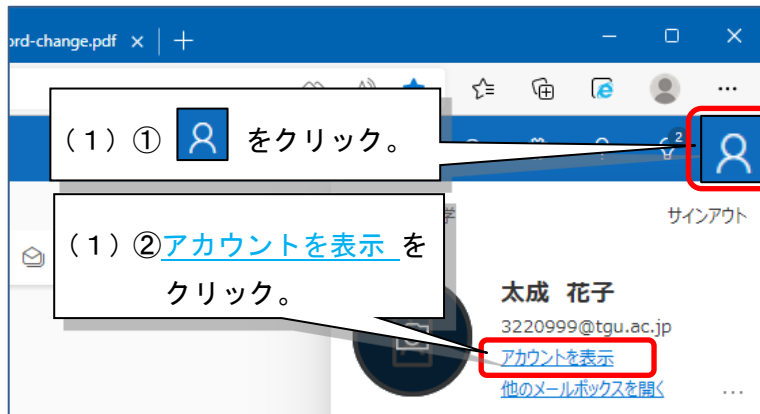 ord-change.pdf
(１)① をクリック。
2
学
サインアウト
(１)②アカウントを表示 を
クリック。
太成 花子
3220999@tgu.ac.jp
アカウントを表示
他のメールボックスを開く